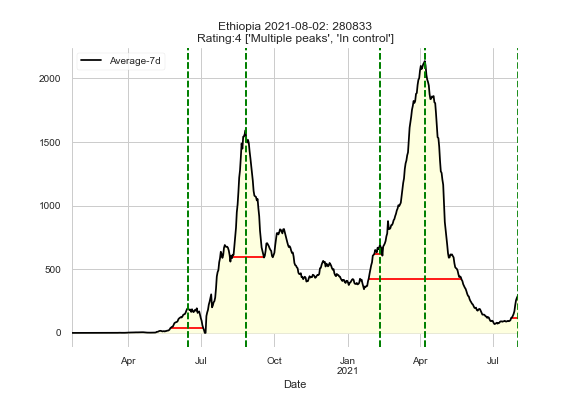 Ethiopia 2021-08-02: 280833
Rating:4 ['Multiple peaks', 'In control']
Average-7d
2000
1500
1000
500
0
Apr Jul Oct Jan Apr Jul
2021
Date